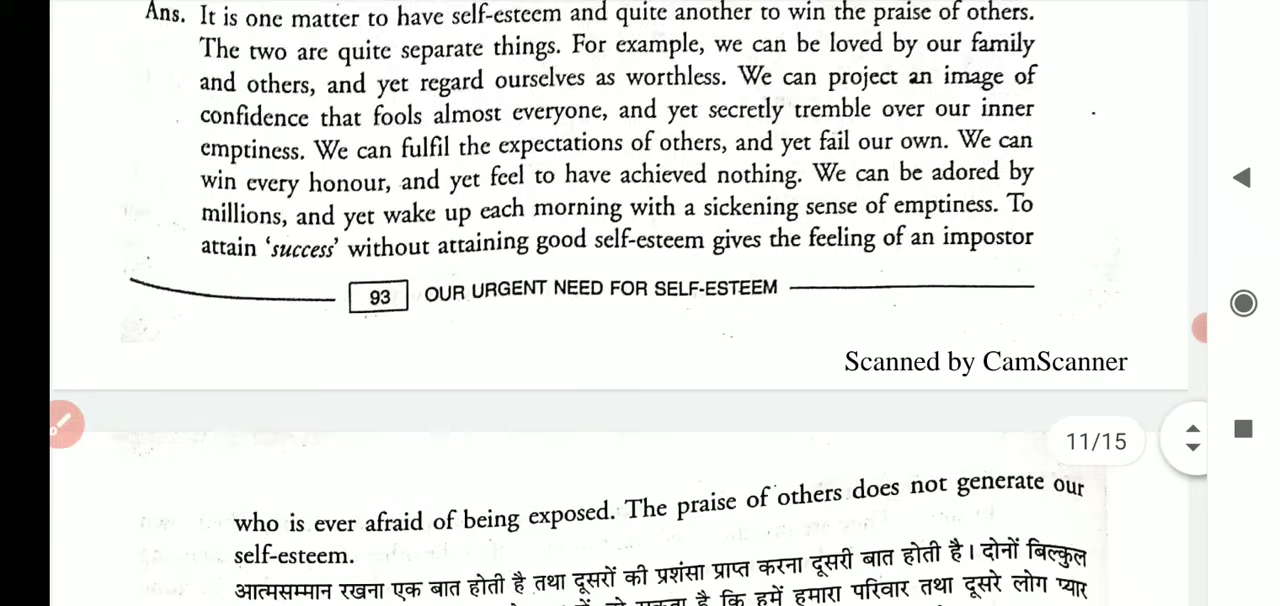 Ans. It is one matter to have self-esteem and quite another to win the praise of others.
The two are quite separate things. For example, we can be loved by our family
and others, and yet regard ourselves as worthless. We can project an image of
confidence that fools almost everyone, and yet secretly tremble over our inner
emptiness. We can fulfil the expectations of others, and yet fail our own. We can
win every honour, and yet feel to have achieved nothing. We can be adored by
millions, and yet wake up each morning with a sickening sense of emptiness. To
attain ‘success’ without attaining good self-esteem gives the feeling of an impostor
93 OUR URGENT NEED FOR SELF-ESTEEM
Scanned by CamScanner
11/15
who is ever afraid of being exposed. The praise of others does not generate our
self-esteem.
आत्मसम्मान रखना एक बात होती है तथा दूसरों की प्रशंसा प्राप्त करना दूसरी बात होती है। दोनों बिल्कुल
है कि हमें हमारा परिवार तथा दूसरे लोग प्यार